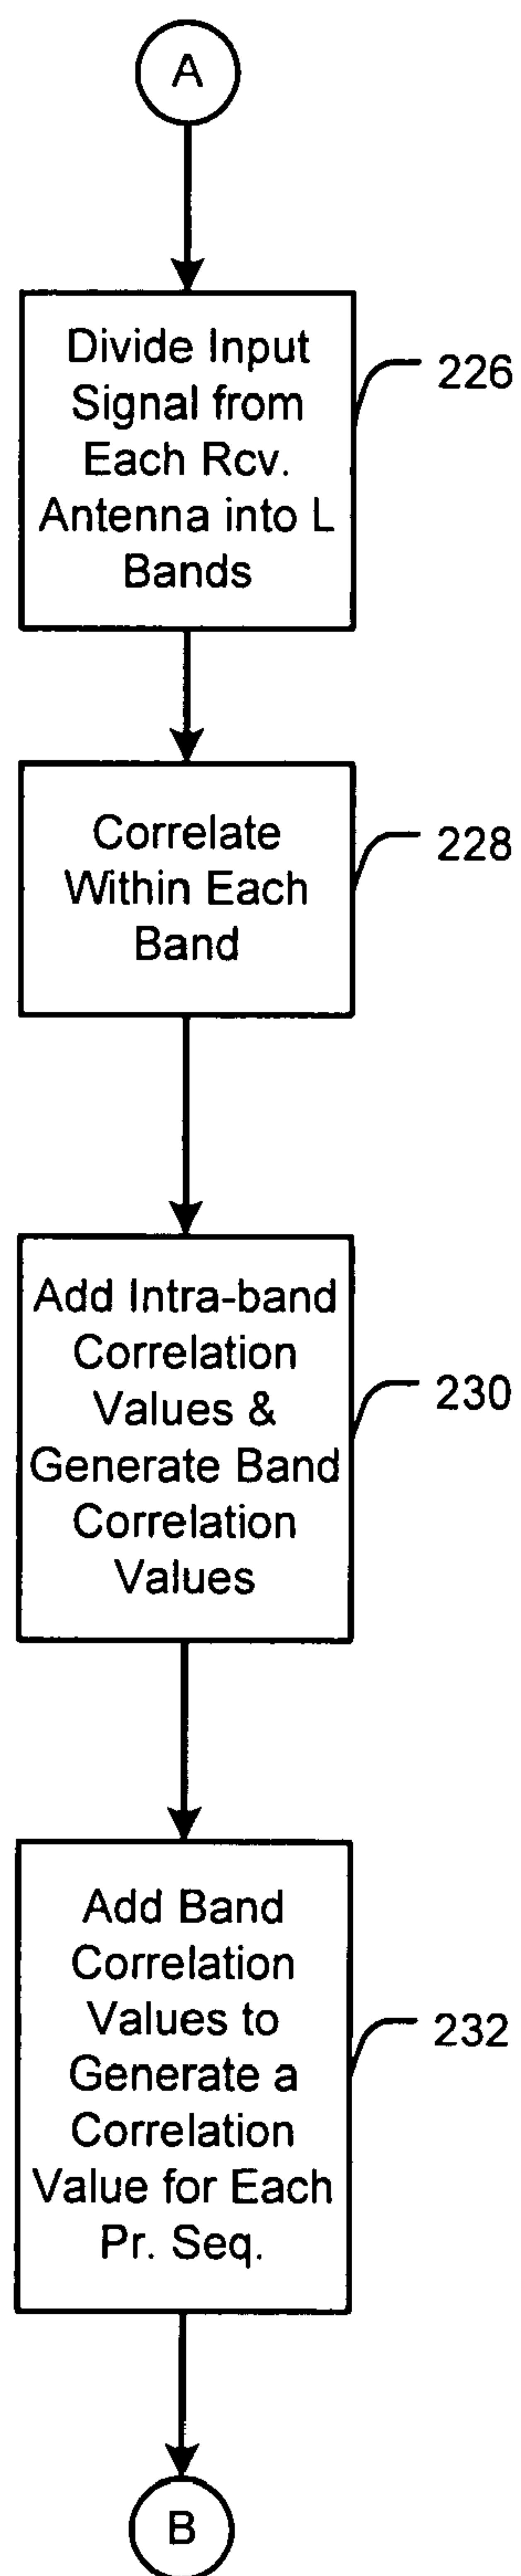 A
Divide Input
Signal from
Each Rcv.
Antenna into L
Bands
226
Correlate
Within Each
Band
228
Add Intra-band
Correlation
Values &
Generate Band
Correlation
Values
230
Add Band
Correlation
Values to
Generate a
Correlation
Value for Each
Pr. Seq.
232
B